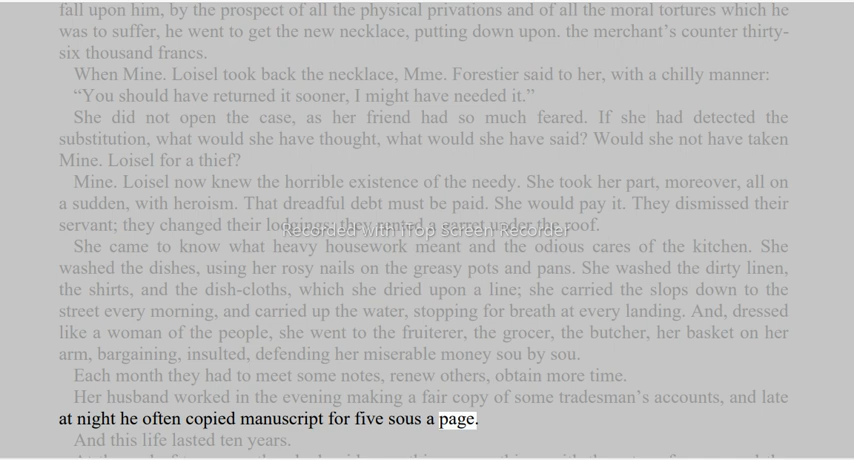 fall upon him, by the prospect of all the physical privations and of all the moral tortures which he
was to suffer, he went to get the new necklace, putting down upon. the merchant’s counter thirty-
six thousand francs.
When Mine. Loisel took back the necklace, Mme. Forestier said to her, with a chilly manner:
“You should have returned it sooner, I might have needed it.”
She did not open the case, as her friend had so much feared. If she had detected the
substitution, what would she have thought, what would she have said? Would she not have taken
Mine. Loisel for a thief?
Mine. Loisel now knew the horrible existence of the needy. She took her part, moreover, all on
a sudden, with heroism. That dreadful debt must be paid. She would pay it. They dismissed their
servant; they changed their lodgings; they rented a garret under the roof.
Recorded with iTop Screen Recorder
She came to know what heavy housework meant and the odious cares of the kitchen. She
washed the dishes, using her rosy nails on the greasy pots and pans. She washed the dirty linen,
the shirts, and the dish-cloths, which she dried upon a line; she carried the slops down to the
street every morning, and carried up the water, stopping for breath at every landing. And, dressed
like a woman of the people, she went to the fruiterer, the grocer, the butcher, her basket on her
arm, bargaining, insulted, defending her miserable money sou by sou.
Each month they had to meet some notes, renew others, obtain more time.
Her husband worked in the evening making a fair copy of some tradesman’s accounts, and late
at night he often copied manuscript for five sous a page.
And this life lasted ten years.